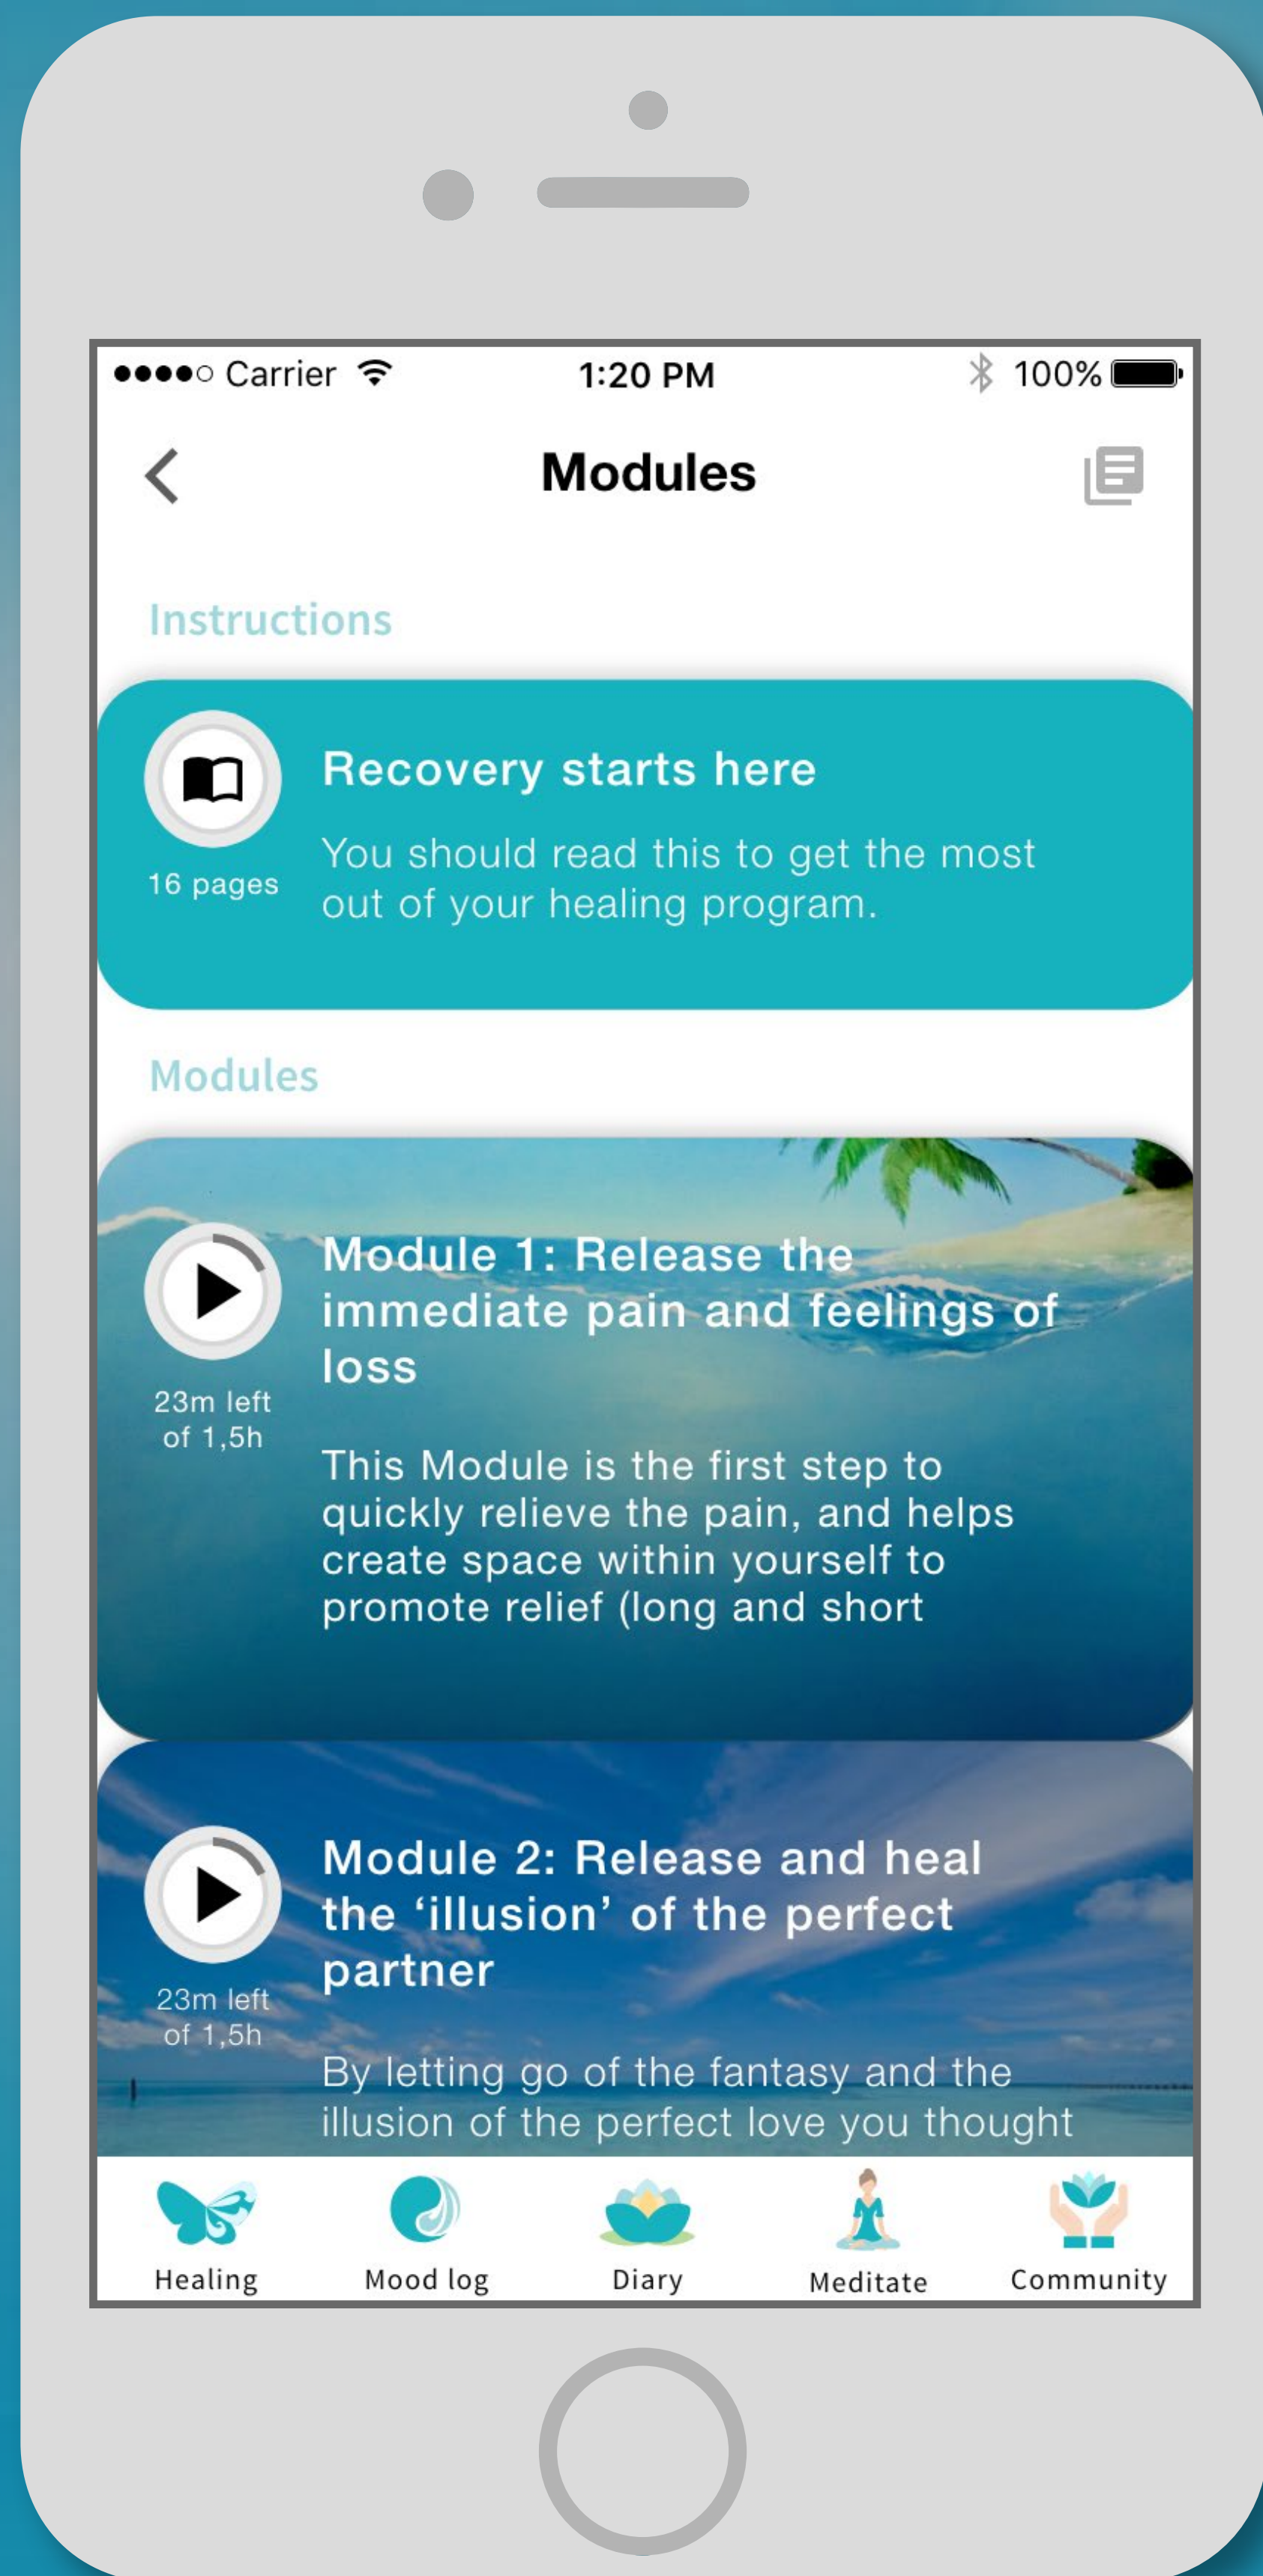 Carrier 1:20 PM 100%
Modules
Instructions
Recovery starts here
You should read this to get the most
out of your healing program.
16 pages
Modules
Module 1: Release the
immediate pain and feelings of
loss
23m left
of 1,5h
This Module is the first step to
quickly relieve the pain, and helps
create space within yourself to
promote relief (long and short
Module 2: Release and heal
the ‘illusion’ of the perfect
partner
23m left
of 1,5h
By letting go of the fantasy and the
illusion of the perfect love you thought
Healing Mood log Diary Meditate Community